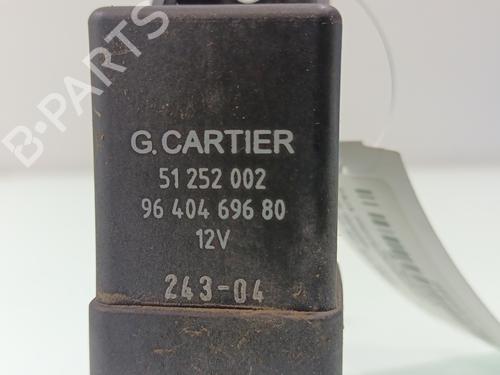 B-PARTS
G.CARTIER
51 252 002
96 404 696 80
12V
243-04